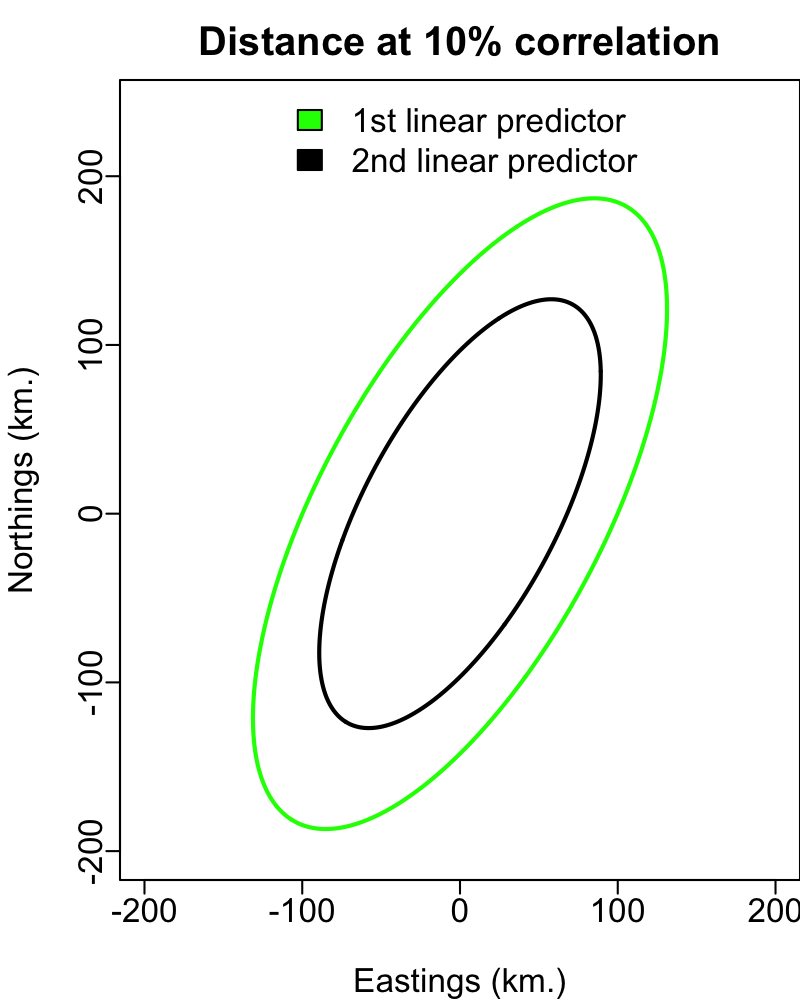 Distance at 10% correlation
1st linear predictor
2nd linear predictor
Northings (km.)
200
100
0
-100
-200
-200 -100 0 100 200
Eastings (km.)